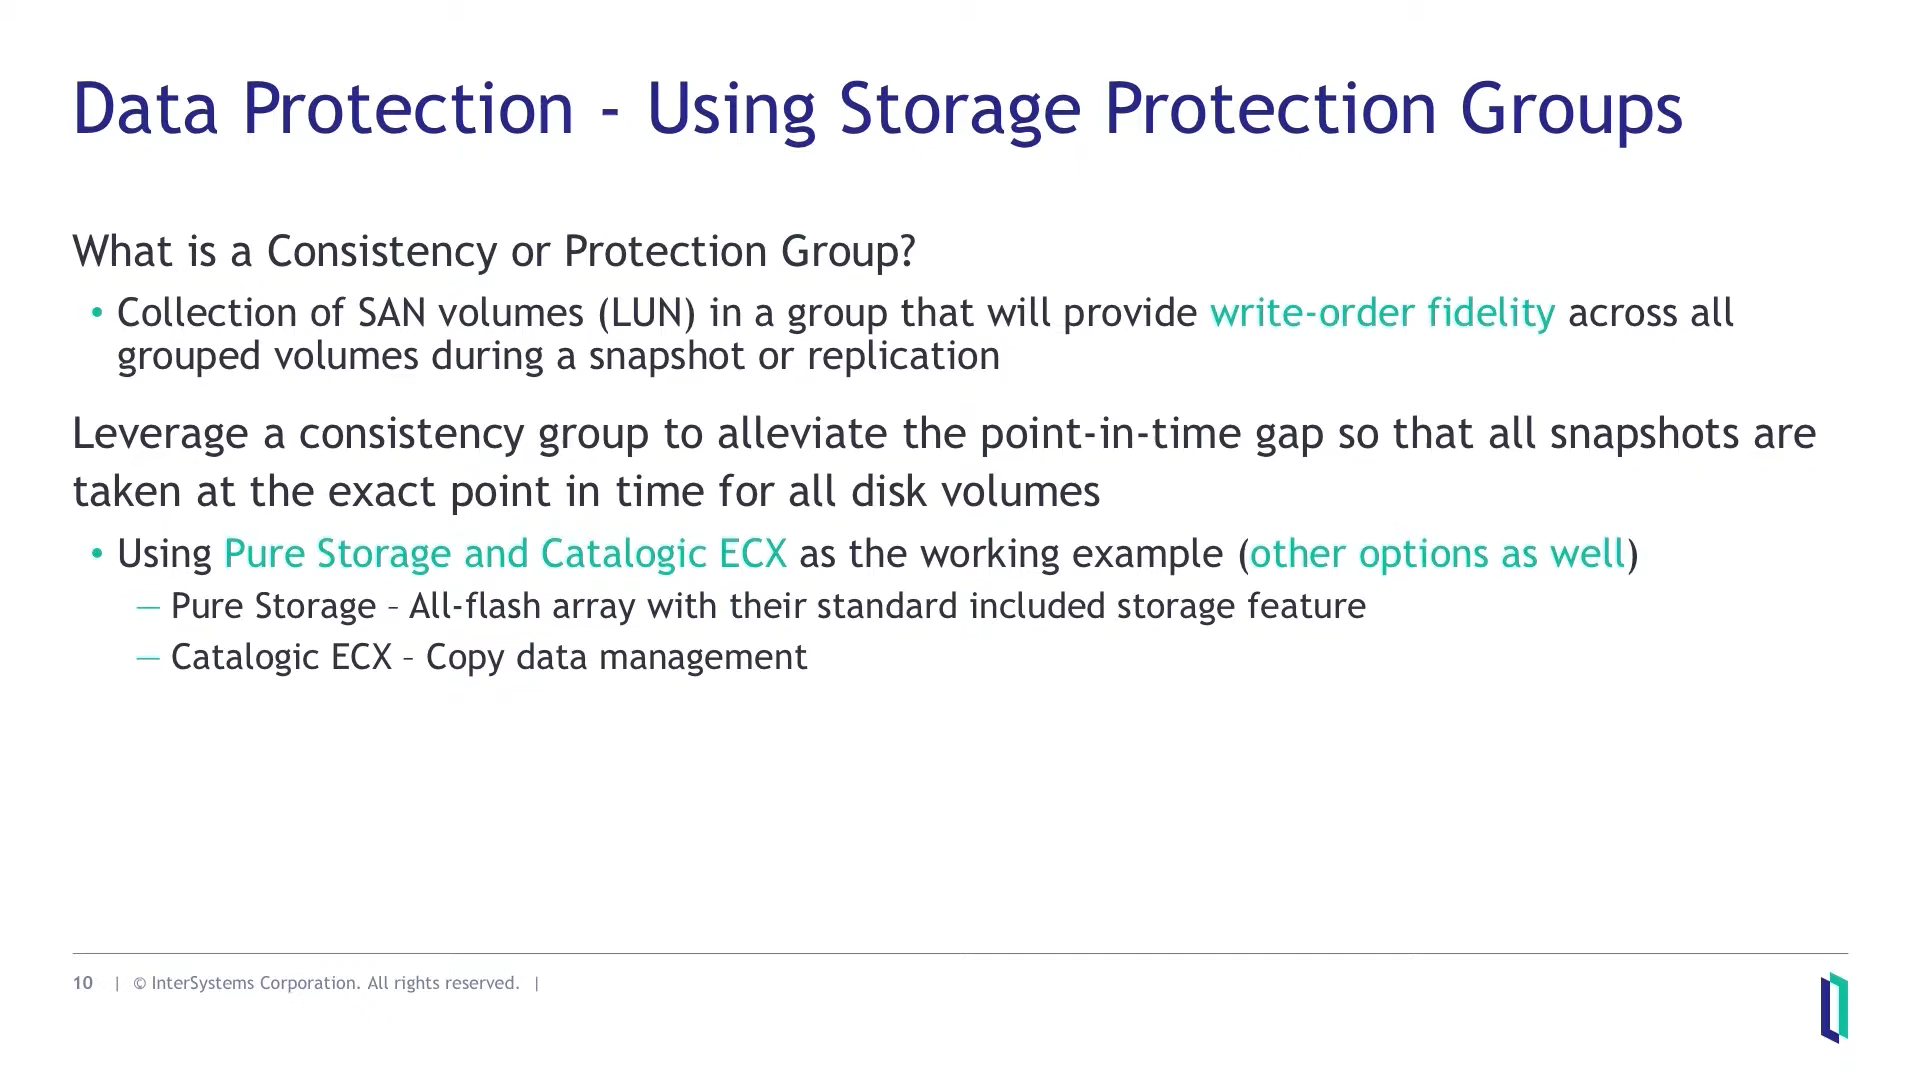 Data Protection - Using Storage Protection Groups
What is a Consistency or Protection Group?
• Collection of SAN volumes (LUN) in a group that will provide write-order fidelity across all
grouped volumes during a snapshot or replication
Leverage a consistency group to alleviate the point-in-time gap so that all snapshots are
taken at the exact point in time for all disk volumes
• Using Pure Storage and Catalogic ECX as the working example (other options as well)
— Pure Storage – All-flash array with their standard included storage feature
— Catalogic ECX – Copy data management
10 | © InterSystems Corporation. All rights reserved. |